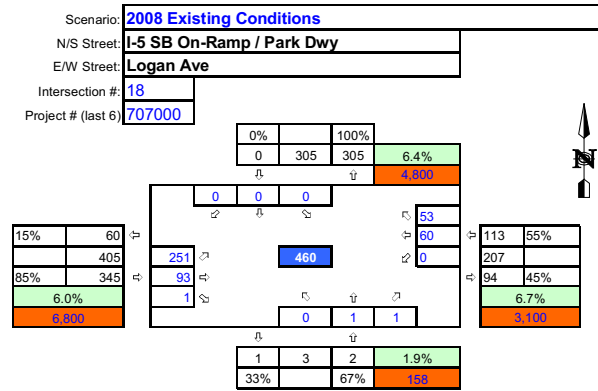 Scenario: 2008 Existing Conditions
N/S Street: I-5 SB On-Ramp / Park Dwy
E/W Street: Logan Ave
Intersection #: 18
Project # (last 6) 707000
0% 100%
0 305 305 6.4%
⇩ ⇧ 4,800
N
0 0 0
53
15% 60 ⇦ ⇦ 60 ⇦ 113 55%
405 251 460 0 207
85% 345 ⇨ 93 ⇨ ⇨ 94 45%
6.0% 1 ⇧ 6.7%
6,800 0 1 1 3,100
⇩ ⇧
1 3 2 1.9%
33% 67% 158